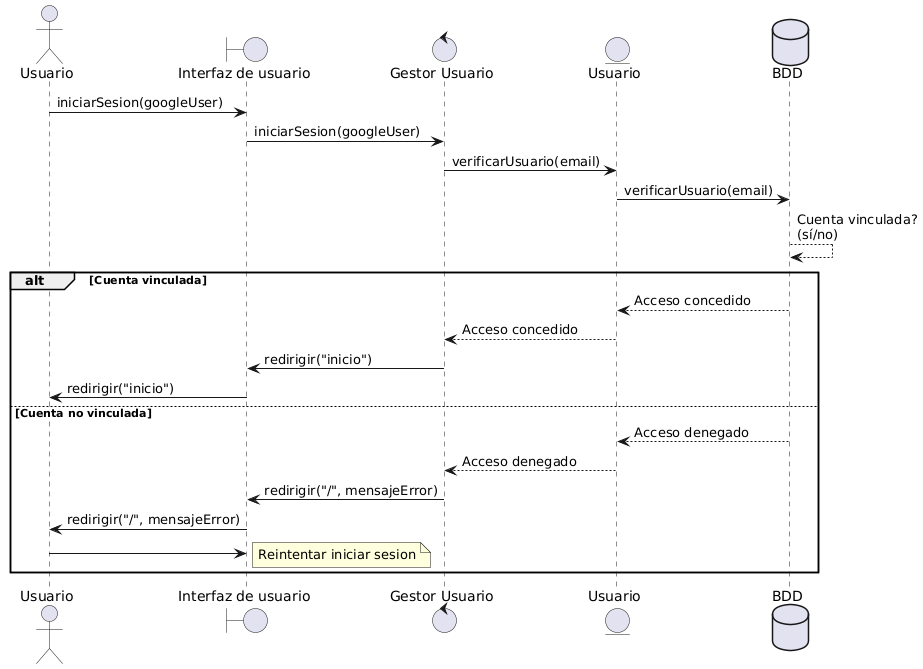 Usuario
Interfaz de usuario
Gestor Usuario
Usuario
BDD
iniciarSesion(googleUser)
iniciarSesion(googleUser)
verificarUsuario(email)
verificarUsuario(email)
Cuenta vinculada?
(sí/no)
alt
[Cuenta vinculada]
Acceso concedido
Acceso concedido
redirigir("inicio")
redirigir("inicio")
[Cuenta no vinculada]
Acceso denegado
Acceso denegado
redirigir("/", mensajeError)
redirigir("/", mensajeError)
Reintentar iniciar sesion
Usuario
Interfaz de usuario
Gestor Usuario
Usuario
BDD